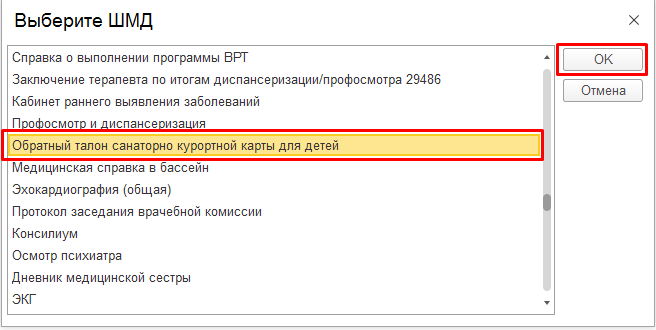 Выберите ШМД
Справка о выполнении программы ВРТ
OK
Заключение терапевта по итогам диспансеризации/профосмотра 29486
Отмена
Кабинет раннего выявления заболеваний
Профосмотр и диспансеризация
Обратный талон санаторно курортной карты для детей
Медицинская справка в бассейн
Эхокардиография (общая)
Протокол заседания врачебной комиссии
Консилиум
Осмотр психиатра
Дневник медицинской сестры
ЭКГ